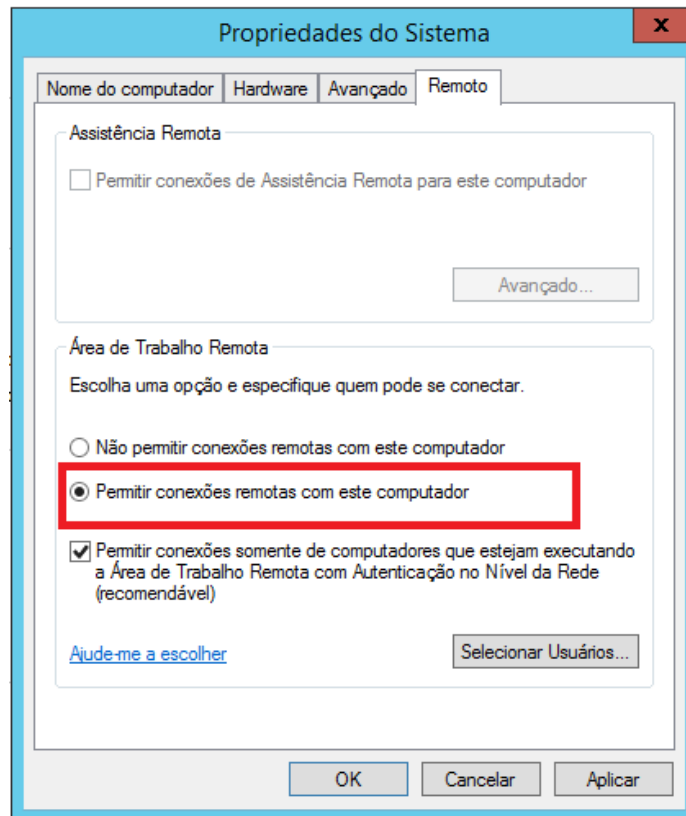 Propriedades do Sistema
x
Nome do computador
Hardware
Avançado
Remoto
Assistência Remota
Permitir conexões de Assistência Remota para este computador
Avançado...
Área de Trabalho Remota
Escolha uma opção e especifique quem pode se conectar.
Não permitir conexões remotas com este computador
Permitir conexões remotas com este computador
Permitir conexões somente de computadores que estejam executando
a Área de Trabalho Remota com Autenticação no Nível da Rede
(recomendável)
Ajude-me a escolher
Selecionar Usuários...
OK
Cancelar
Aplicar